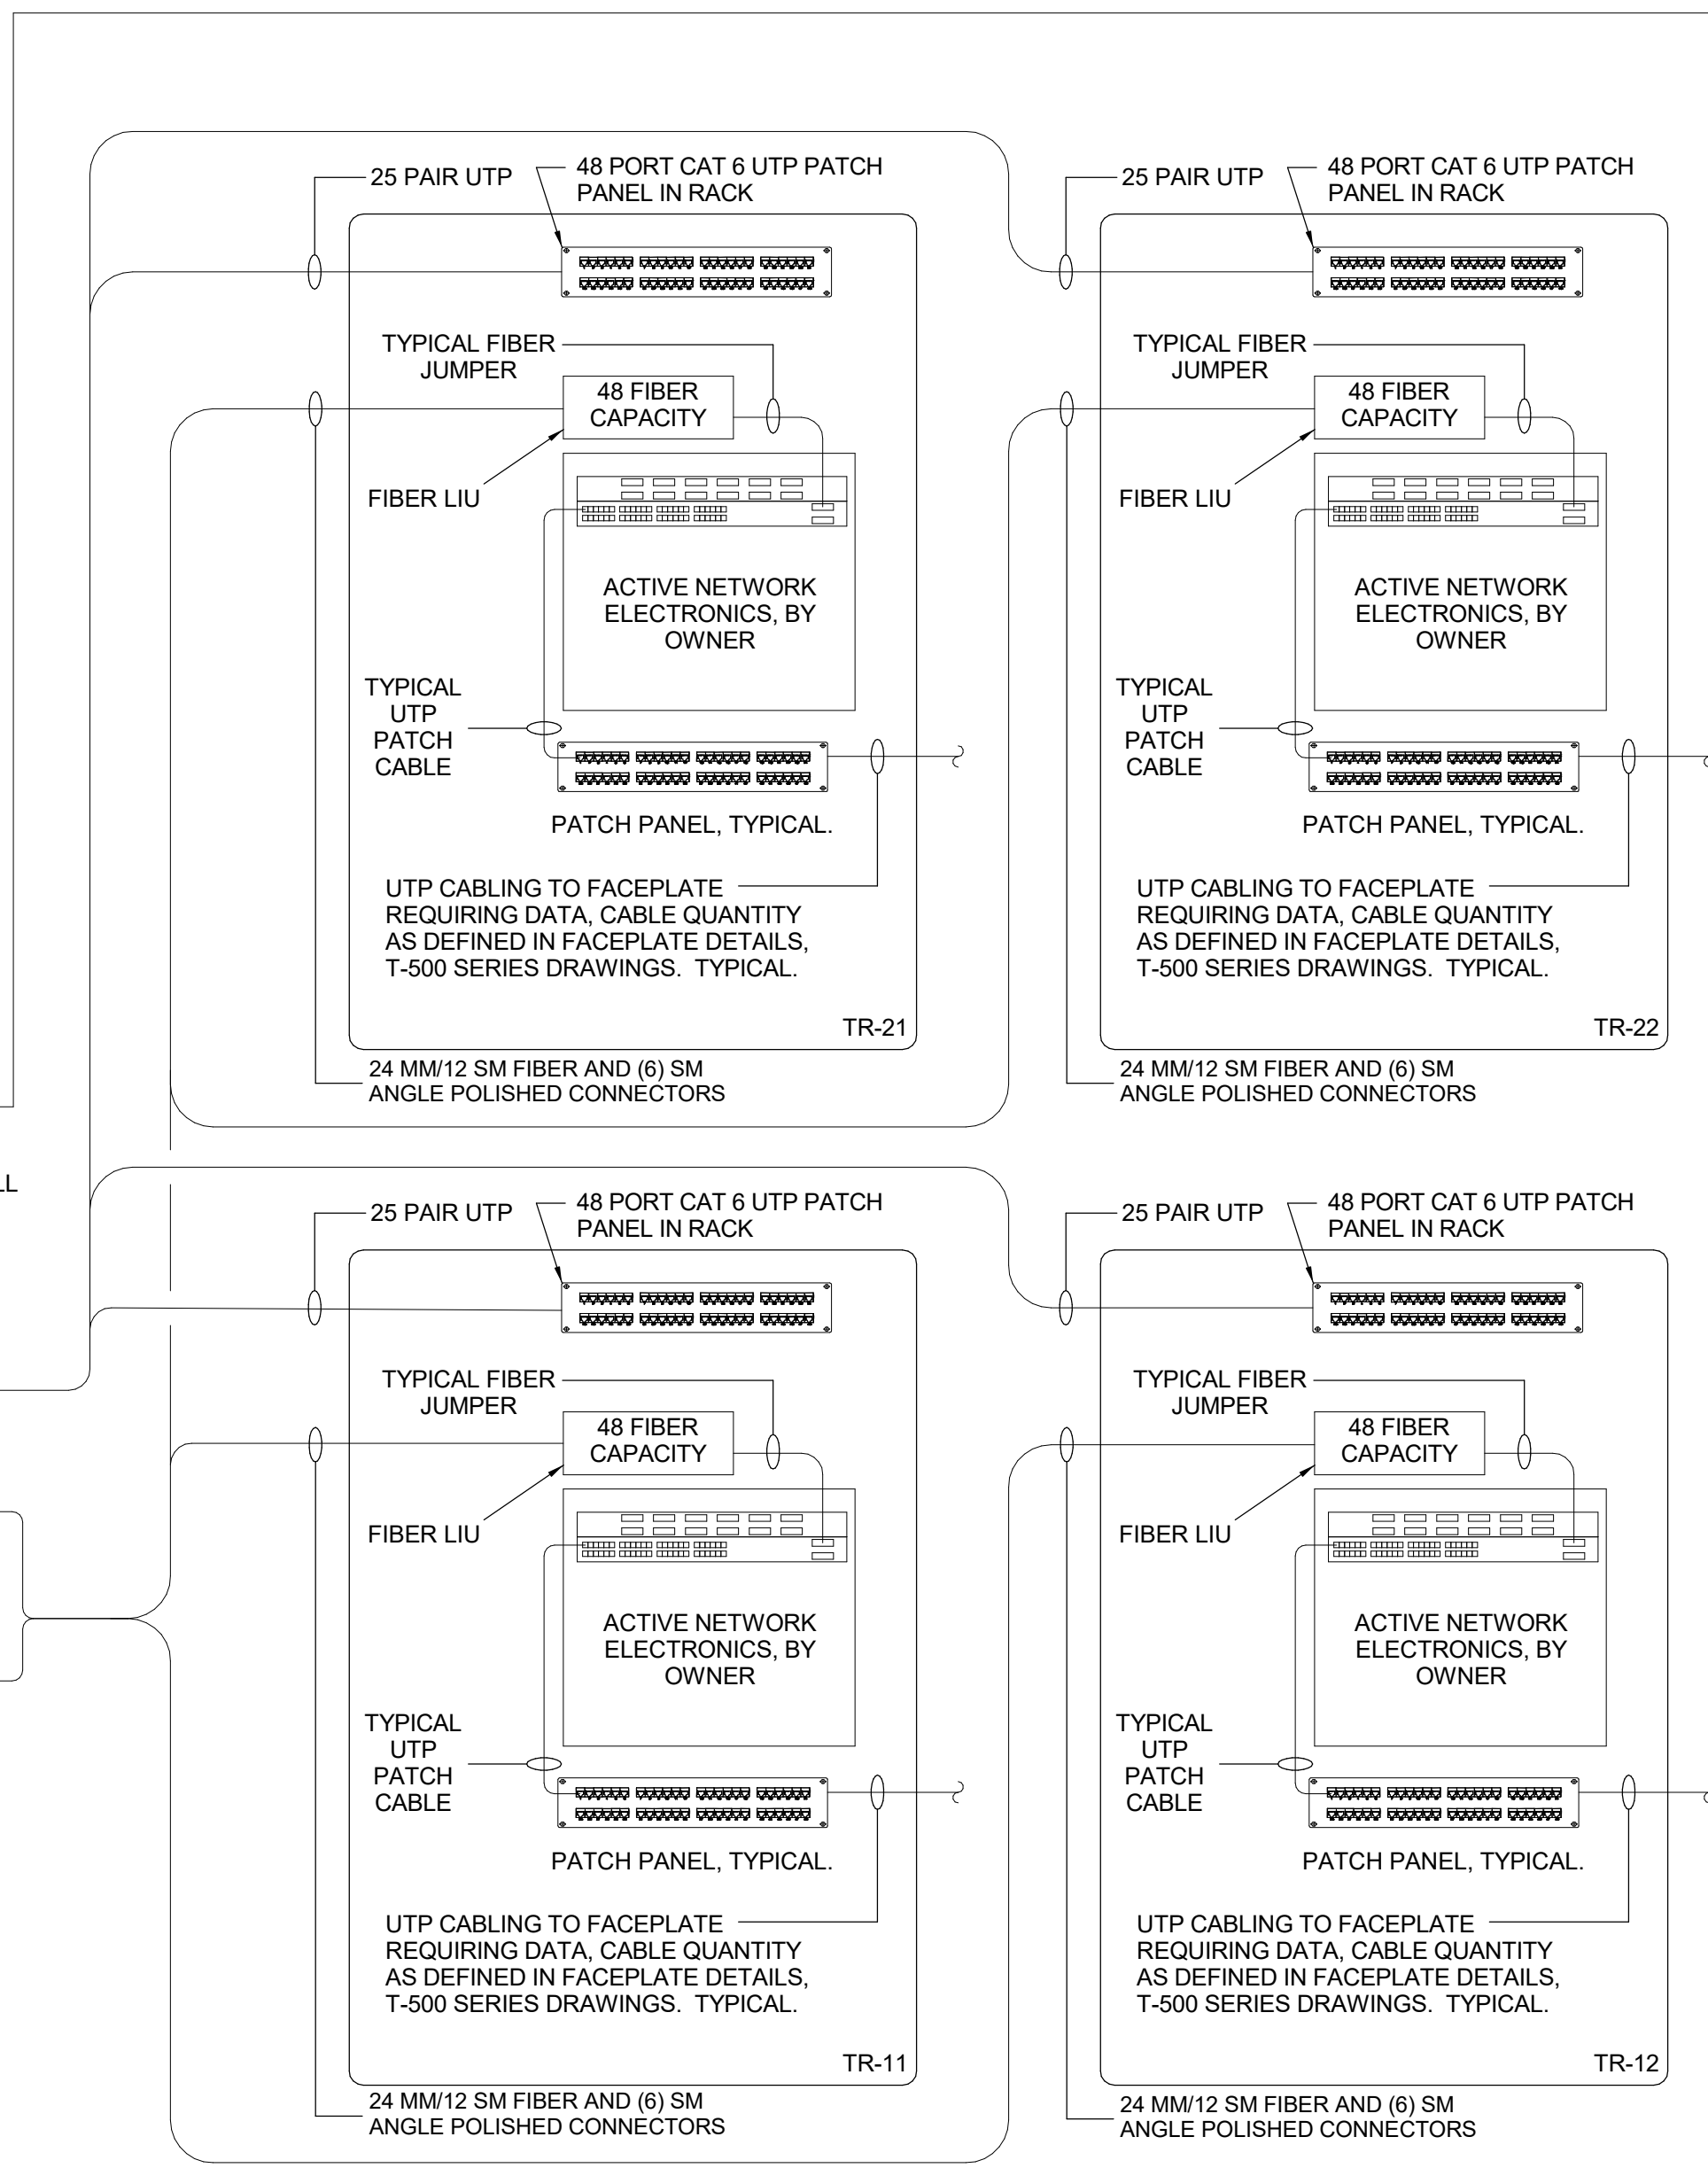 25 PAIR UTP
48 PORT CAT 6 UTP PATCH
PANEL IN RACK
TYPICAL FIBER
JUMPER
48 FIBER
CAPACITY
FIBER LIU
ACTIVE NETWORK
ELECTRONICS, BY
OWNER
TYPICAL
UTP
PATCH
CABLE
PATCH PANEL, TYPICAL.
UTP CABLING TO FACEPLATE
REQUIRING DATA, CABLE QUANTITY
AS DEFINED IN FACEPLATE DETAILS,
T-500 SERIES DRAWINGS.  TYPICAL.
TR-21
24 MM/12 SM FIBER AND (6) SM
ANGLE POLISHED CONNECTORS
25 PAIR UTP
48 PORT CAT 6 UTP PATCH
PANEL IN RACK
TYPICAL FIBER
JUMPER
48 FIBER
CAPACITY
FIBER LIU
ACTIVE NETWORK
ELECTRONICS, BY
OWNER
TYPICAL
UTP
PATCH
CABLE
PATCH PANEL, TYPICAL.
UTP CABLING TO FACEPLATE
REQUIRING DATA, CABLE QUANTITY
AS DEFINED IN FACEPLATE DETAILS,
T-500 SERIES DRAWINGS.  TYPICAL.
TR-22
24 MM/12 SM FIBER AND (6) SM
ANGLE POLISHED CONNECTORS
25 PAIR UTP
48 PORT CAT 6 UTP PATCH
PANEL IN RACK
TYPICAL FIBER
JUMPER
48 FIBER
CAPACITY
FIBER LIU
ACTIVE NETWORK
ELECTRONICS, BY
OWNER
TYPICAL
UTP
PATCH
CABLE
PATCH PANEL, TYPICAL.
UTP CABLING TO FACEPLATE
REQUIRING DATA, CABLE QUANTITY
AS DEFINED IN FACEPLATE DETAILS,
T-500 SERIES DRAWINGS.  TYPICAL.
TR-11
24 MM/12 SM FIBER AND (6) SM
ANGLE POLISHED CONNECTORS
25 PAIR UTP
48 PORT CAT 6 UTP PATCH
PANEL IN RACK
TYPICAL FIBER
JUMPER
48 FIBER
CAPACITY
FIBER LIU
ACTIVE NETWORK
ELECTRONICS, BY
OWNER
TYPICAL
UTP
PATCH
CABLE
PATCH PANEL, TYPICAL.
UTP CABLING TO FACEPLATE
REQUIRING DATA, CABLE QUANTITY
AS DEFINED IN FACEPLATE DETAILS,
T-500 SERIES DRAWINGS.  TYPICAL.
TR-12
24 MM/12 SM FIBER AND (6) SM
ANGLE POLISHED CONNECTORS